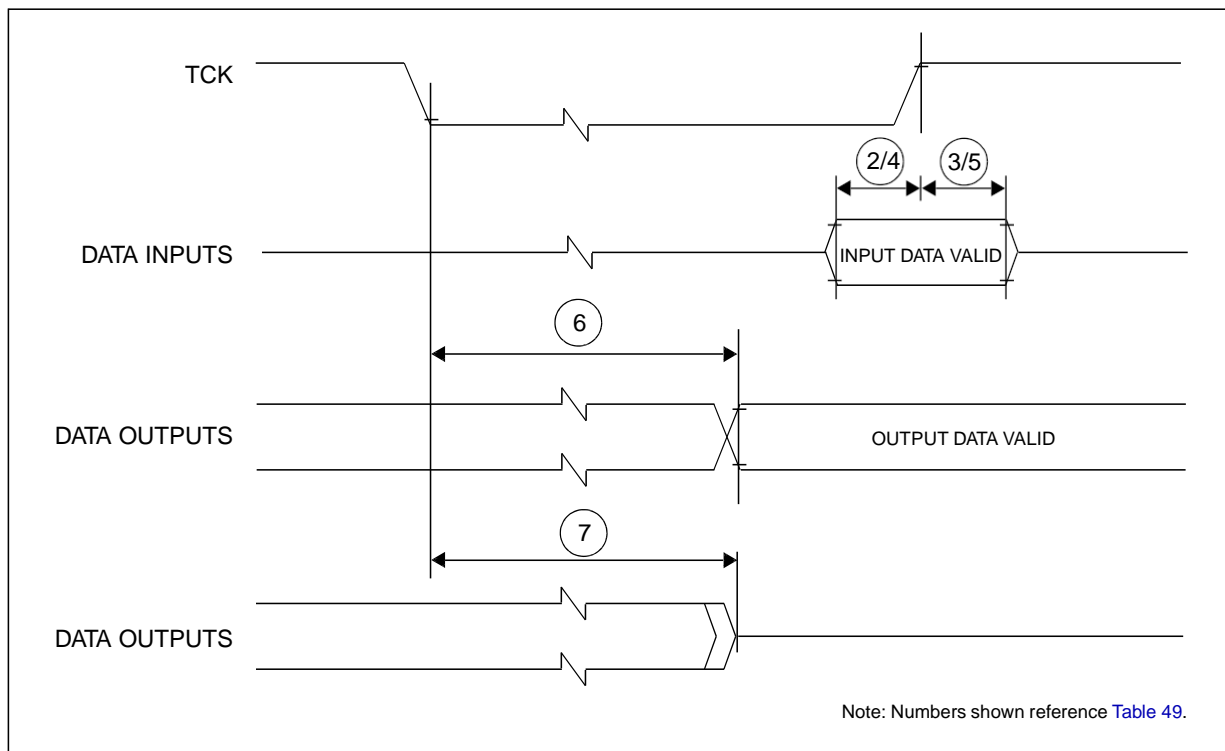 TCK
2/4
3/5
DATA INPUTS
INPUT DATA VALID
6
DATA OUTPUTS
OUTPUT DATA VALID
7
DATA OUTPUTS
Note: Numbers shown reference Table 49.